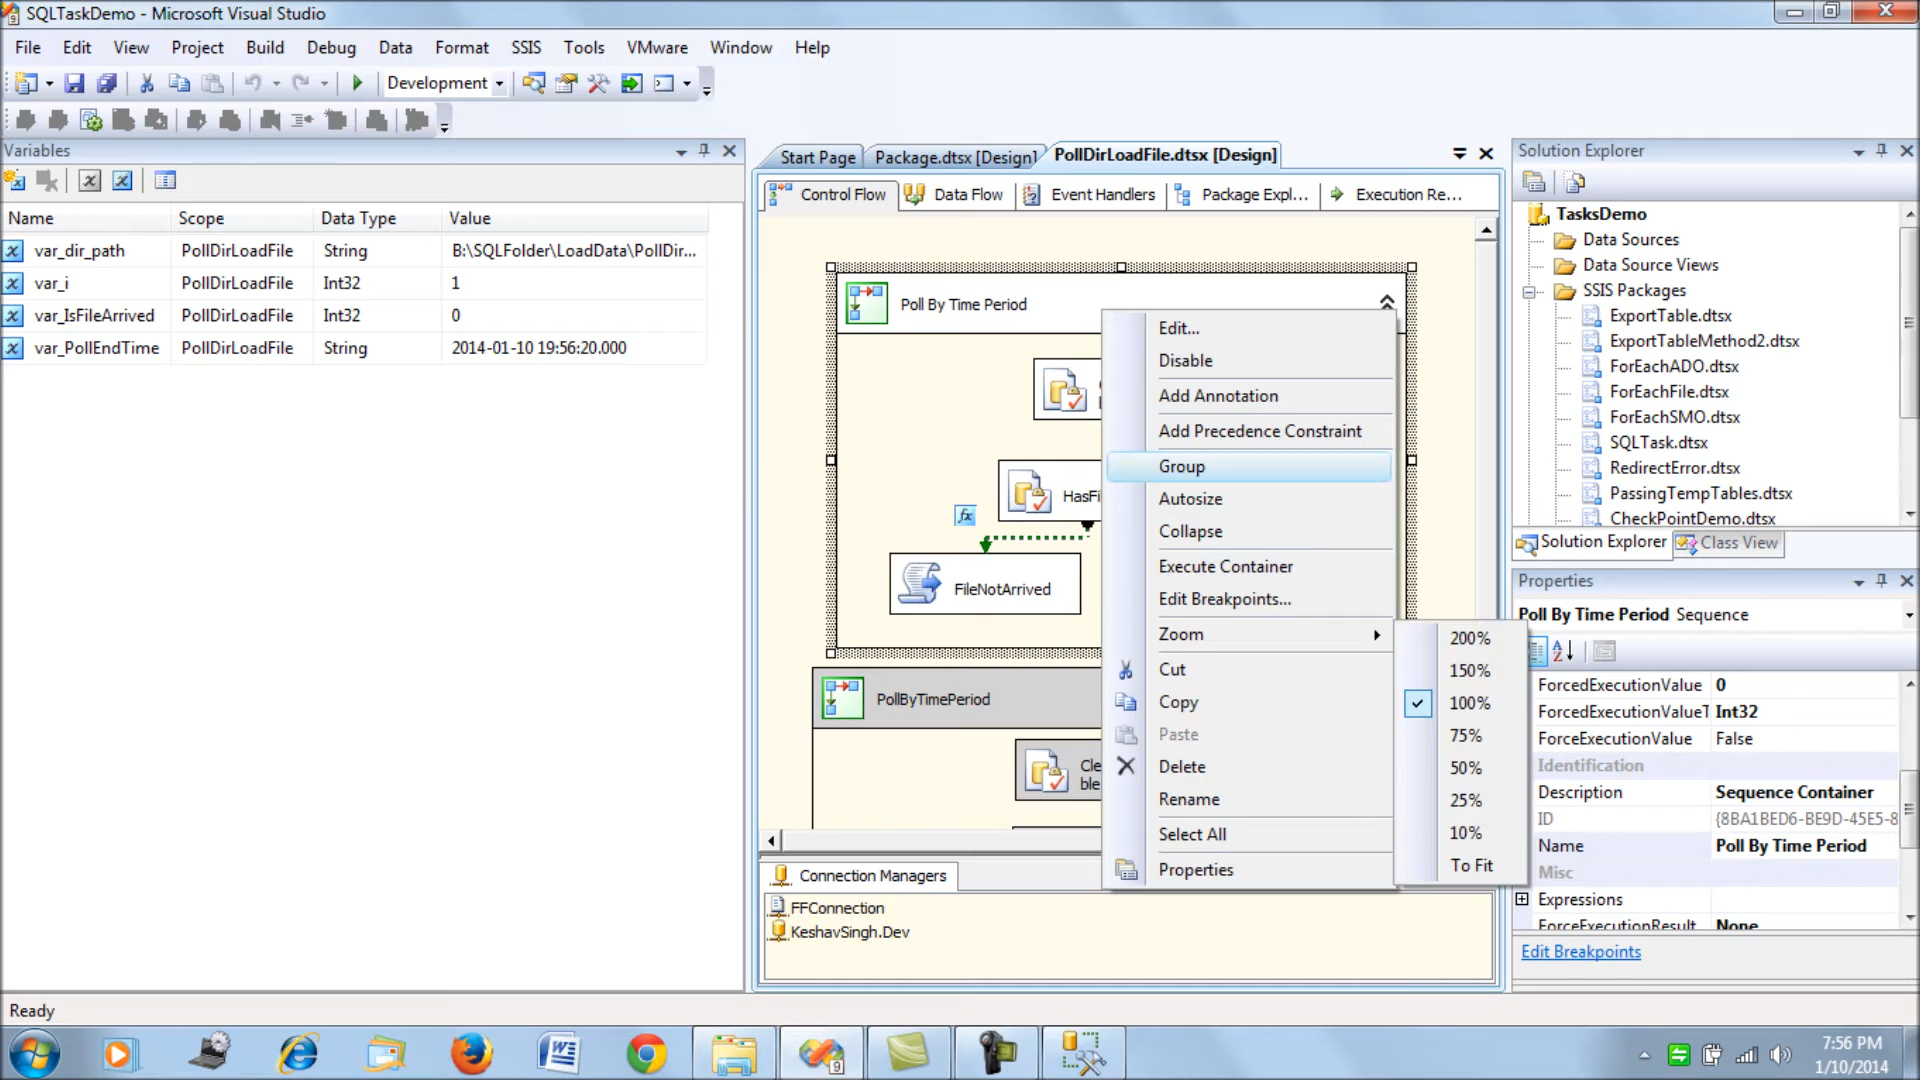 SQLTaskDemo - Microsoft Visual Studio
File Edit View Project Build Debug Data Format SSIS Tools VMware Window Help
Development
Variables
Name Scope Data Type Value
var_dir_path PollDirLoadFile String B:\SQLFolder\LoadData\PollDir...
var_i PollDirLoadFile Int32 1
var_IsFileArrived PollDirLoadFile Int32 0
var_PollEndTime PollDirLoadFile String 2014-01-10 19:56:20.000
Start Page Package.dtsx [Design] PollDirLoadFile.dtsx [Design]
Control Flow Data Flow Event Handlers Package Expl... Execution Re...
Poll By Time Period
HasFi
fx
FileNotArrived
PollByTimePeriod
Cle
ble
Edit...
Disable
Add Annotation
Add Precedence Constraint
Group
Autosize
Collapse
Execute Container
Edit Breakpoints...
Zoom
Cut
Copy
Paste
Delete
Rename
Select All
Properties
200%
150%
100%
75%
50%
25%
10%
To Fit
Connection Managers
FFConnection
KeshavSingh.Dev
Solution Explorer
TasksDemo
Data Sources
Data Source Views
SSIS Packages
ExportTable.dtsx
ExportTableMethod2.dtsx
ForEachADO.dtsx
ForEachFile.dtsx
ForEachSMO.dtsx
SQLTask.dtsx
RedirectError.dtsx
PassingTempTables.dtsx
CheckPointDemo.dtsx
Solution Explorer Class View
Properties
Poll By Time Period Sequence
ForcedExecutionValue 0
ForcedExecutionValueT Int32
ForceExecutionValue False
Identification
Description Sequence Container
ID {8BA1BED6-BE9D-45E5-8
Name Poll By Time Period
Misc
Expressions
ForceExecutionResult None
Edit Breakpoints
Ready
7:56 PM
1/10/2014